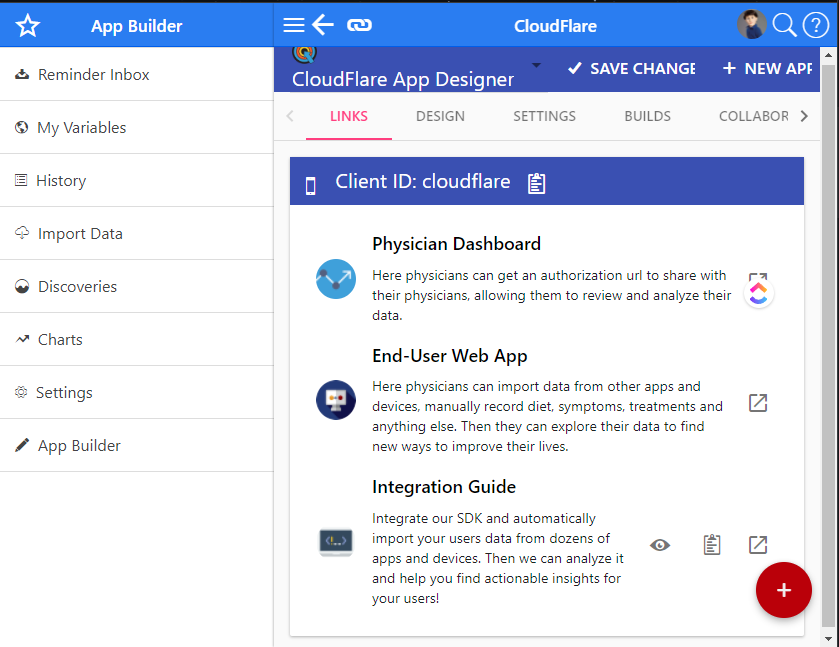 App Builder
CloudFlare
Reminder Inbox
My Variables
History
Import Data
Discoveries
Charts
Settings
App Builder
CloudFlare App Designer
SAVE CHANGE
NEW APP
LINKS
DESIGN
SETTINGS
BUILDS
COLLABOR
Client ID: cloudflare
Physician Dashboard
Here physicians can get an authorization url to share with
their physicians, allowing them to review and analyze their
data.
End-User Web App
Here physicians can import data from other apps and
devices, manually record diet, symptoms, treatments and
anything else. Then they can explore their data to find
new ways to improve their lives.
Integration Guide
Integrate our SDK and automatically
import your users data from dozens of
apps and devices. Then we can analyze it
and help you find actionable insights for
your users!